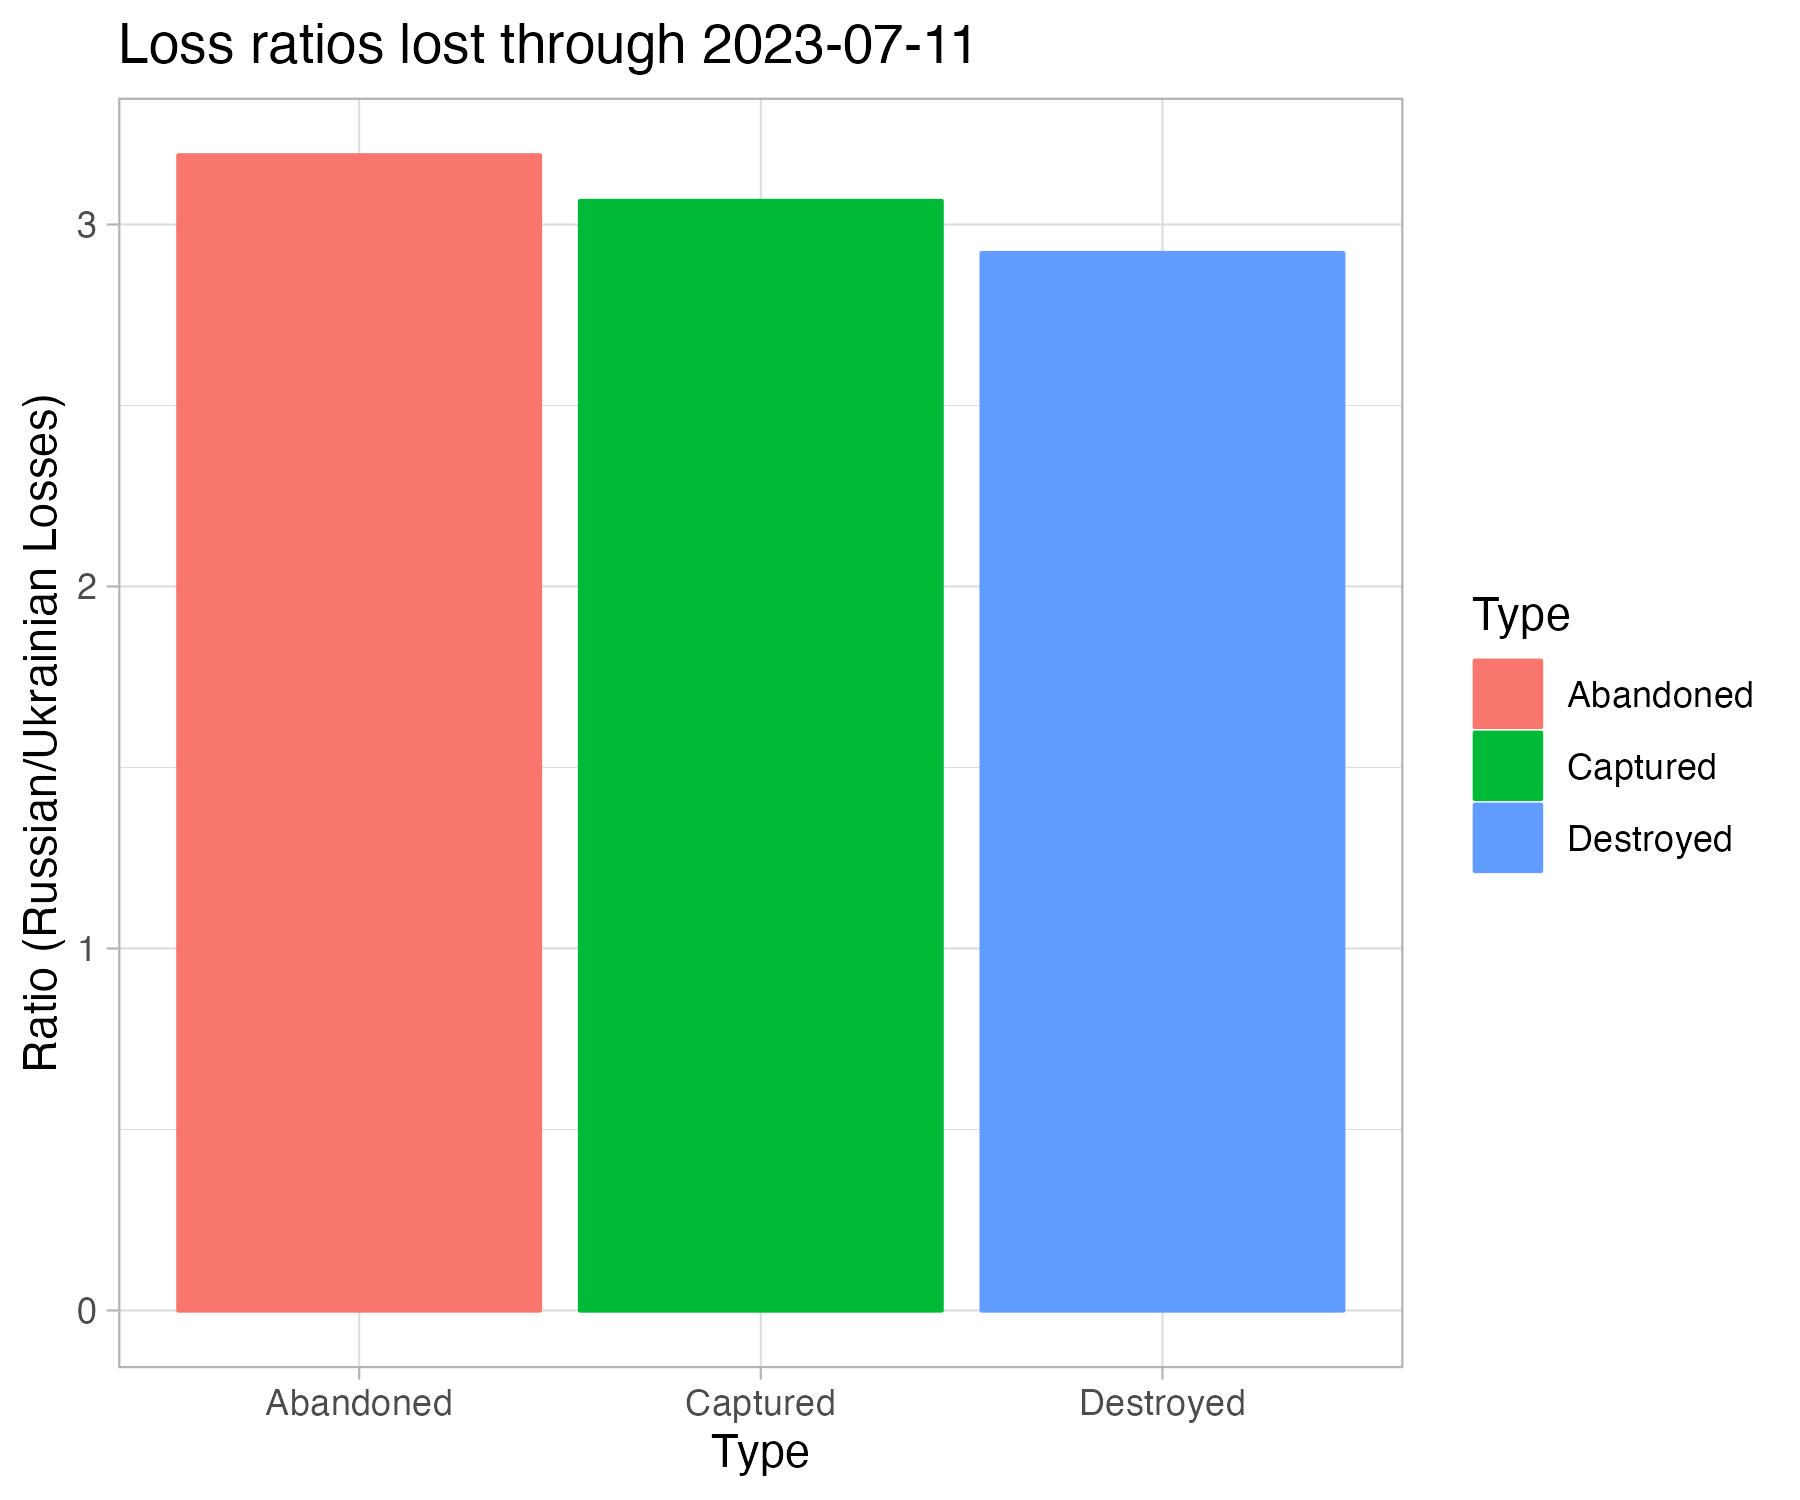 Loss ratios lost through 2023-07-11
Ratio (Russian/Ukrainian Losses)
3
2
1
0
Abandoned
Captured
Destroyed
Type
Type
Abandoned
Captured
Destroyed